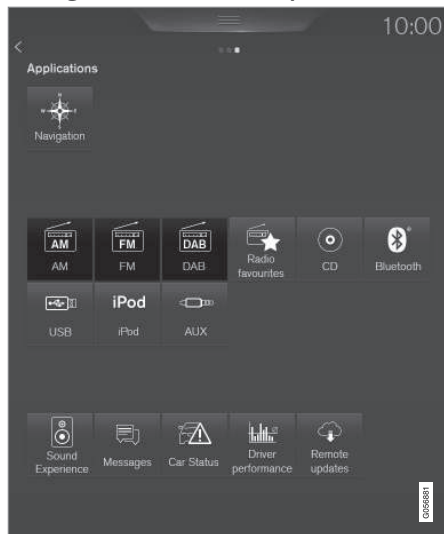 10:00
Applications
Navigation
AM
FM
DAB
AM
FM
DAB
Radio
favourites
CD
Bluetooth
iPod
USB
iPod
AUX
Sound
Experience
Messages
Car Status
Driver
performance
Remote
updates
G056881